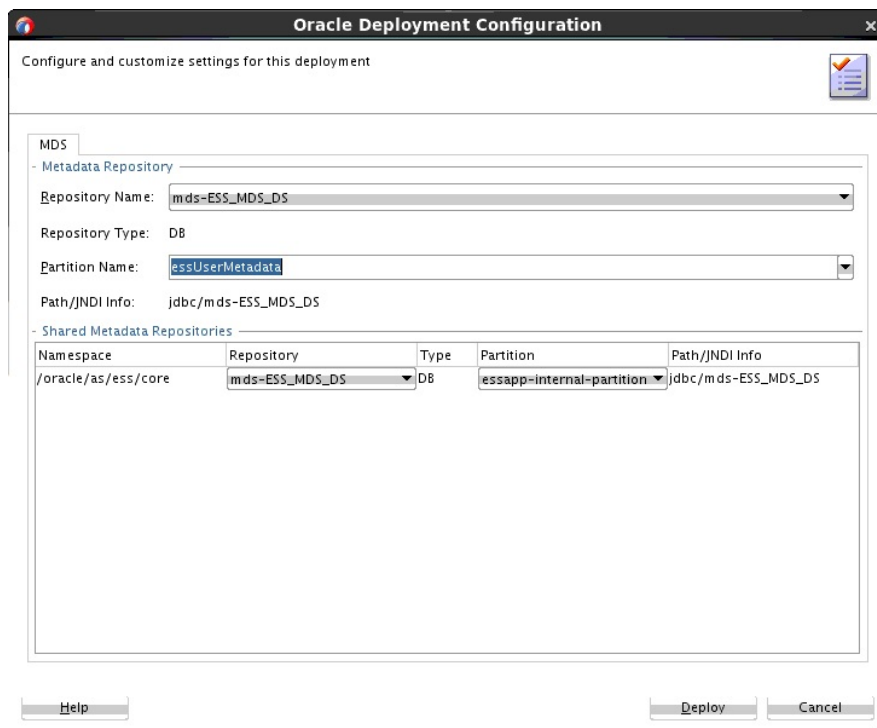 Oracle Deployment Configuration
Configure and customize settings for this deployment
MDS
Metadata Repository
Repository Name: mds-ESS_MDS_DS
Repository Type: DB
Partition Name: essUserMetadata
Path/JNDI Info: jdbc/mds-ESS_MDS_DS
Shared Metadata Repositories
Namespace Repository Type Partition Path/JNDI Info
/oracle/as/ess/core mds-ESS_MDS_DS DB essapp-internal-partition jdbc/mds-ESS_MDS_DS
Help Deploy Cancel